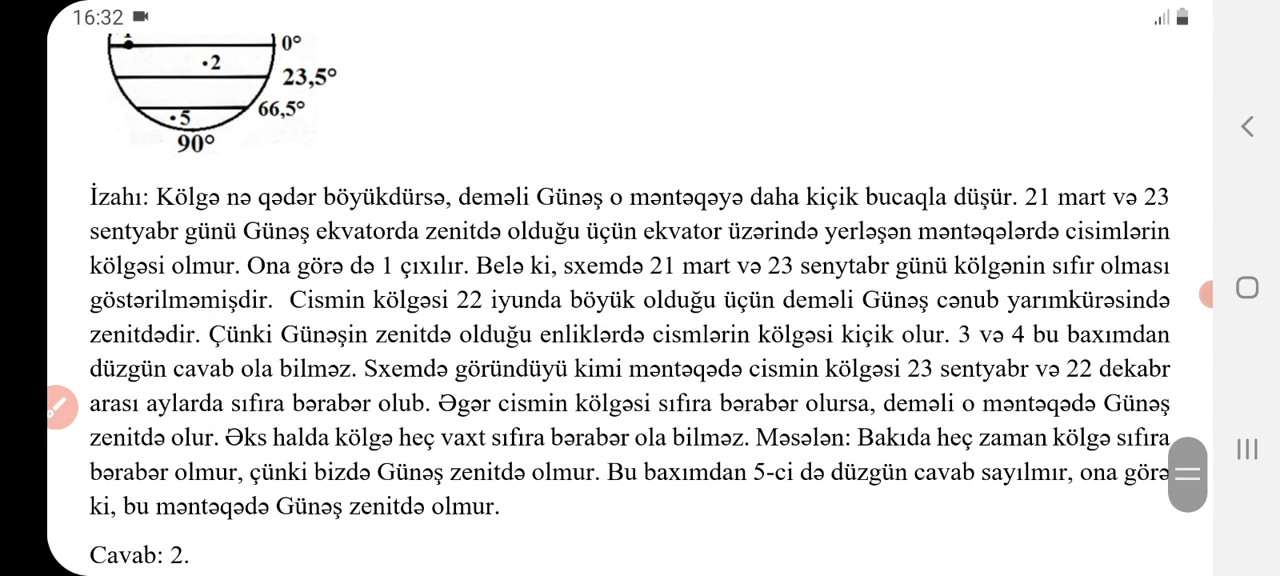 16:32
1
0°
•2
23,5°
66,5°
•5
90°
İzahı: Kölgə nə qədər böyükdürsə, deməli Günəş o məntəqəyə daha kiçik bucaqla düşür. 21 mart və 23
sentyabr günü Günəş ekvatorda zenitdə olduğu üçün ekvator üzərində yerləşən məntəqələrdə cisimlərin
kölgəsi olmur. Ona görə də 1 çıxılır. Belə ki, sxemdə 21 mart və 23 senytabr günü kölgənin sıfır olması
göstərilməmişdir. Cismin kölgəsi 22 iyunda böyük olduğu üçün deməli Günəş cənub yarımkürəsində
zenitdədir. Çünki Günəşin zenitdə olduğu enliklərdə cismlərin kölgəsi kiçik olur. 3 və 4 bu baxımdan
düzgün cavab ola bilməz. Sxemdə göründüyü kimi məntəqədə cismin kölgəsi 23 sentyabr və 22 dekabr
arası aylarda sıfıra bərabər olub. Əgər cismin kölgəsi sıfıra bərabər olursa, deməli o məntəqədə Günəş
zenitdə olur. Əks halda kölgə heç vaxt sıfıra bərabər ola bilməz. Məsələn: Bakıda heç zaman kölgə sıfıra
bərabər olmur, çünki bizdə Günəş zenitdə olmur. Bu baxımdan 5-ci də düzgün cavab sayılmır, ona görə
ki, bu məntəqədə Günəş zenitdə olmur.
Cavab: 2.